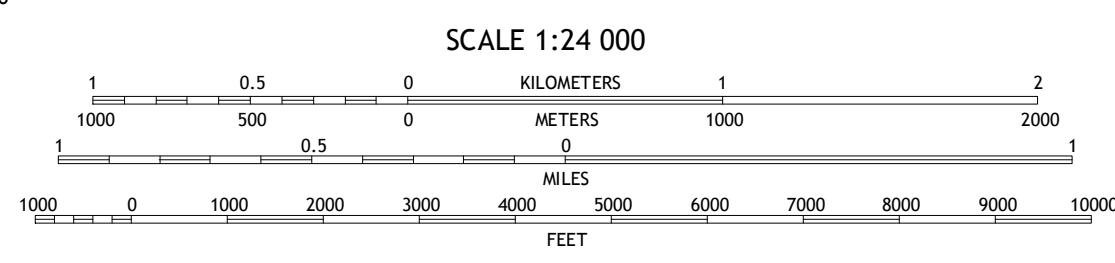 SCALE 1:24 000
1 0.5 0 KILOMETERS 1 2
1000 500 0 METERS 1000 2000
1 0.5 0 1
MILES
1000 0 1000 2000 3000 4000 5000 6000 7000 8000 9000 10000
FEET